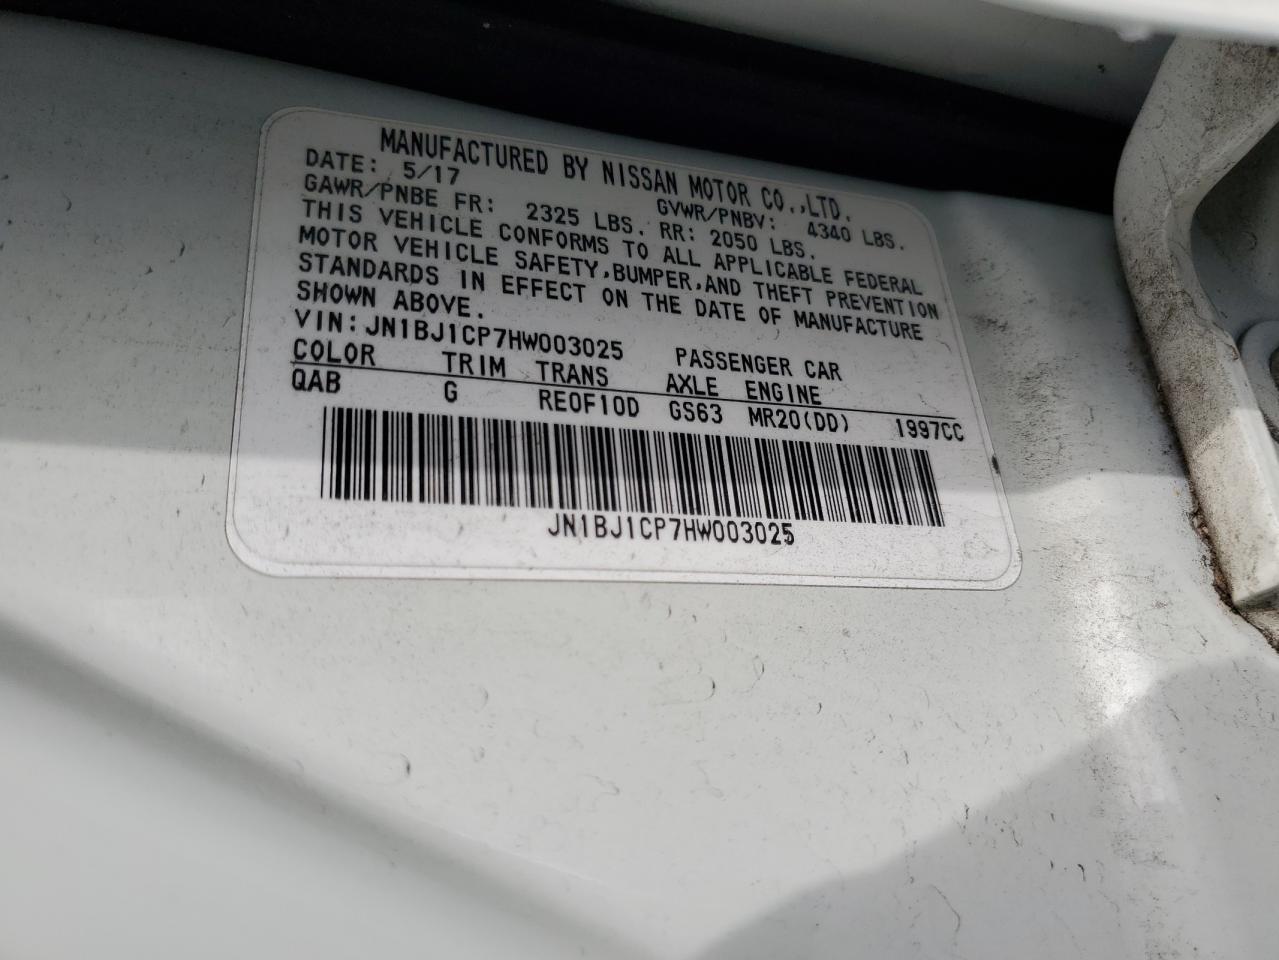 MANUFACTURED BY NISSAN MOTOR CO.,LTD.
DATE: 5/17 GVWR/PNBV: 4340 LBS.
GAWR/PNBE FR: 2325 LBS. RR: 2050 LBS.
THIS VEHICLE CONFORMS TO ALL APPLICABLE FEDERAL
MOTOR VEHICLE SAFETY,BUMPER,AND THEFT PREVENTION
STANDARDS IN EFFECT ON THE DATE OF MANUFACTURE
SHOWN ABOVE.
VIN: JN1BJ1CP7HW003025 PASSENGER CAR
COLOR TRIM TRANS AXLE ENGINE
QAB G RE0F10D GS63 MR20(DD) 1997CC
JN1BJ1CP7HW003025